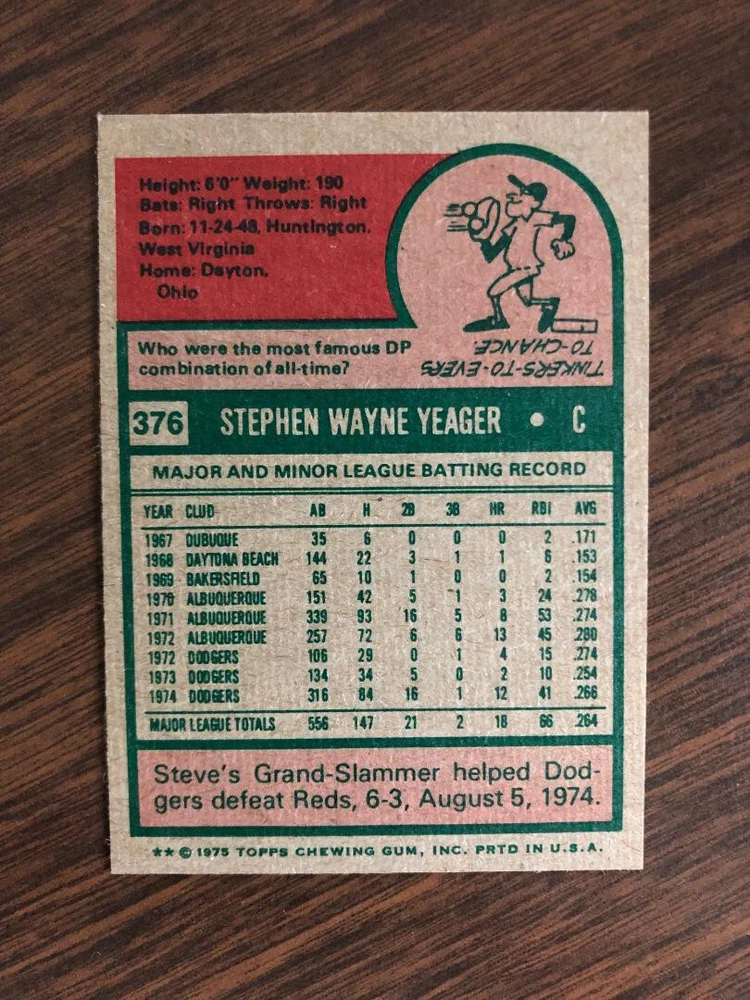 Height: 6'0" Weight: 190
Bats: Right Throws: Right
Born: 11-24-48, Huntington,
West Virginia
Home: Dayton,
Ohio
Who were the most famous DP
combination of all-time?
TINKERS-TO-EVERS
TO-CHANCE.
376 STEPHEN WAYNE YEAGER • C
MAJOR AND MINOR LEAGUE BATTING RECORD
YEAR CLUB AB H 2B 3B HR RBI AVG
1967 DUBUQUE 35 6 0 0 0 2 .171
1968 DAYTONA BEACH 144 22 3 1 1 6 .153
1969 BAKERSFIELD 65 10 1 0 0 2 .154
1970 ALBUQUERQUE 151 42 5 1 3 24 .278
1971 ALBUQUERQUE 339 93 16 5 8 53 .274
1972 ALBUQUERQUE 257 72 6 6 13 45 .280
1972 DODGERS 106 29 0 1 4 15 .274
1973 DODGERS 134 34 5 0 2 10 .254
1974 DODGERS 316 84 16 1 12 41 .266
MAJOR LEAGUE TOTALS 556 147 21 2 18 66 .264
Steve's Grand-Slammer helped Dod-
gers defeat Reds, 6-3, August 5, 1974.
** © 1975 TOPPS CHEWING GUM, INC. PRTD IN U.S.A.